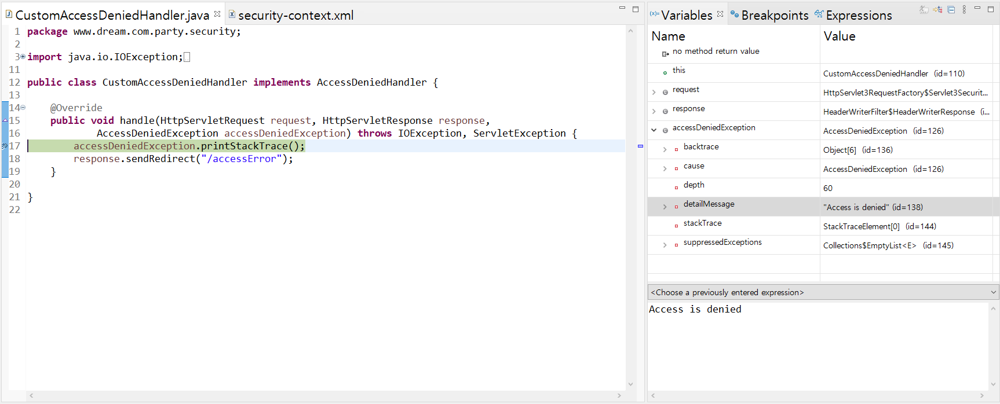 CustomAccessDeniedHandler.java
security-context.xml
1 package www.dream.com.party.security;
2
3 import java.io.IOException;
11
12 public class CustomAccessDeniedHandler implements AccessDeniedHandler {
13
14 @Override
15 public void handle(HttpServletRequest request, HttpServletResponse response,
16 AccessDeniedException accessDeniedException) throws IOException, ServletException {
17 accessDeniedException.printStackTrace();
18 response.sendRedirect("/accessError");
19 }
20
21 }
22
(x)= Variables
Breakpoints
Expressions
Name Value
no method return value
this CustomAccessDeniedHandler (id=110)
request HttpServlet3RequestFactory$Servlet3Securit...
response HeaderWriterFilter$HeaderWriterResponse (i...
accessDeniedException AccessDeniedException (id=126)
backtrace Object[6] (id=136)
cause AccessDeniedException (id=126)
depth 60
detailMessage "Access is denied" (id=138)
stackTrace StackTraceElement[0] (id=144)
suppressedExceptions Collections$EmptyList<E> (id=145)
<Choose a previously entered expression>
Access is denied